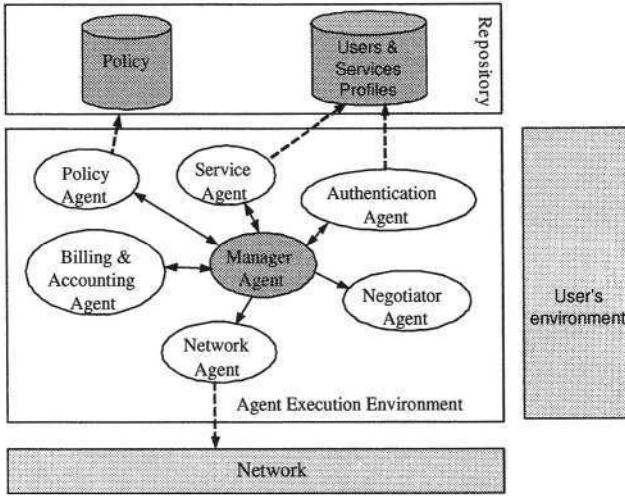 Policy
Users &
Services
Profiles
Repository
Policy
Agent
Service
Agent
Authentication
Agent
Billing &
Accounting
Agent
Manager
Agent
Negotiator
Agent
Network
Agent
Agent Execution Environment
User's
environment
Network